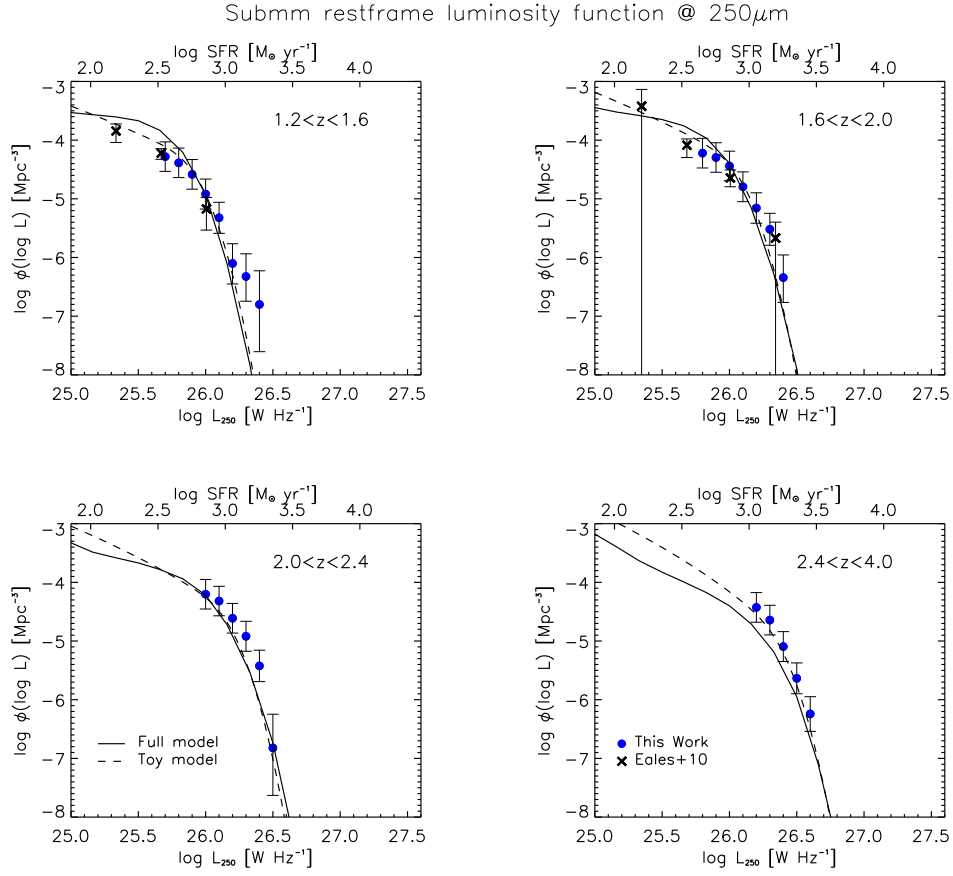 Submm restframe luminosity function @ 250μm
log SFR [M⊙ yr⁻¹]
2.0 2.5 3.0 3.5 4.0
1.2<z<1.6
log ϕ(log L) [Mpc⁻³]
-3
-4
-5
-6
-7
-8
25.0 25.5 26.0 26.5 27.0 27.5
log L₂₅₀ [W Hz⁻¹]
log SFR [M⊙ yr⁻¹]
2.0 2.5 3.0 3.5 4.0
1.6<z<2.0
log ϕ(log L) [Mpc⁻³]
-3
-4
-5
-6
-7
-8
25.0 25.5 26.0 26.5 27.0 27.5
log L₂₅₀ [W Hz⁻¹]
log SFR [M⊙ yr⁻¹]
2.0 2.5 3.0 3.5 4.0
2.0<z<2.4
log ϕ(log L) [Mpc⁻³]
-3
-4
-5
-6
-7
-8
Full model
Toy model
25.0 25.5 26.0 26.5 27.0 27.5
log L₂₅₀ [W Hz⁻¹]
log SFR [M⊙ yr⁻¹]
2.0 2.5 3.0 3.5 4.0
2.4<z<4.0
log ϕ(log L) [Mpc⁻³]
-3
-4
-5
-6
-7
-8
This Work
Eales+10
25.0 25.5 26.0 26.5 27.0 27.5
log L₂₅₀ [W Hz⁻¹]